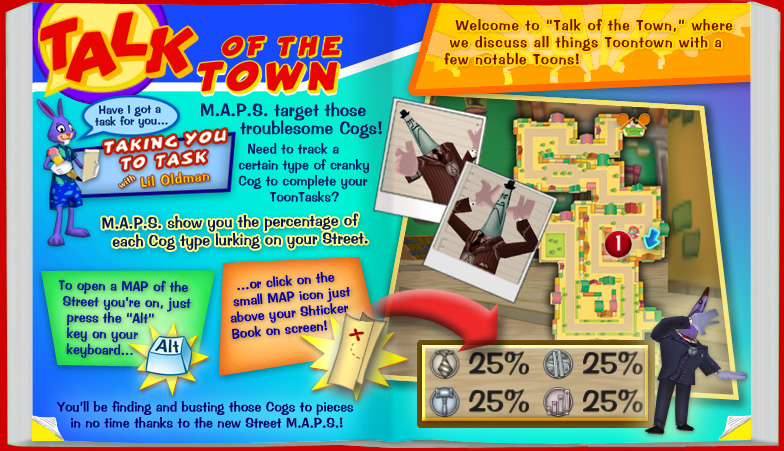 TALK
OF THE
TOWN
Welcome to "Talk of the Town," where
we discuss all things Toontown with a
few notable Toons!
Have I got a
task for you...
TAKING YOU
TO TASK
with Lil Oldman
M.A.P.S. target those
troublesome Cogs!
Need to track a
certain type of cranky
Cog to complete your
ToonTasks?
M.A.P.S. show you the percentage of
each Cog type lurking on your Street.
To open a MAP of the
Street you're on, just
press the "Alt"
key on your
keyboard...
Alt
...or click on the
small MAP icon just
above your Shticker
Book on screen!
1
25% 25%
25% 25%
You'll be finding and busting those Cogs to pieces
in no time thanks to the new Street M.A.P.S.!